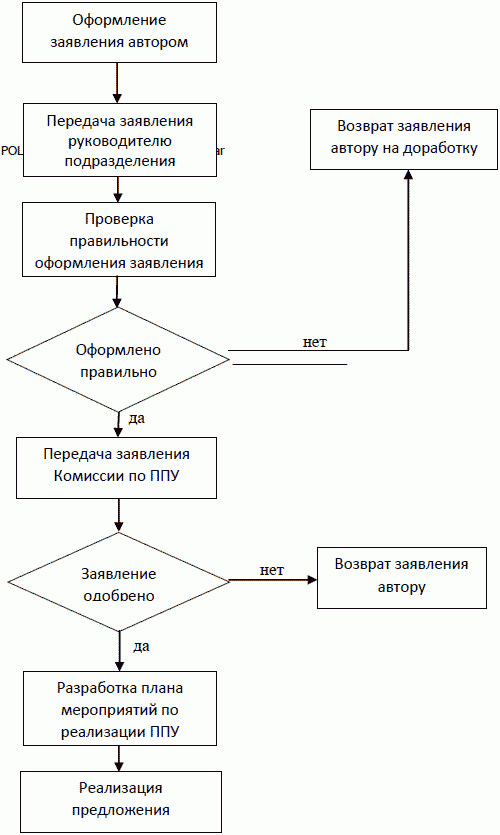 Оформление
заявления автором
Передача заявления
руководителю
подразделения
POL
ar
Возврат заявления
автору на доработку
Проверка
правильности
оформления заявления
Оформлено
правильно
нет
да
Передача заявления
Комиссии по ППУ
Заявление
одобрено
нет
Возврат заявления
автору
да
Разработка плана
мероприятий по
реализации ППУ
Реализация
предложения